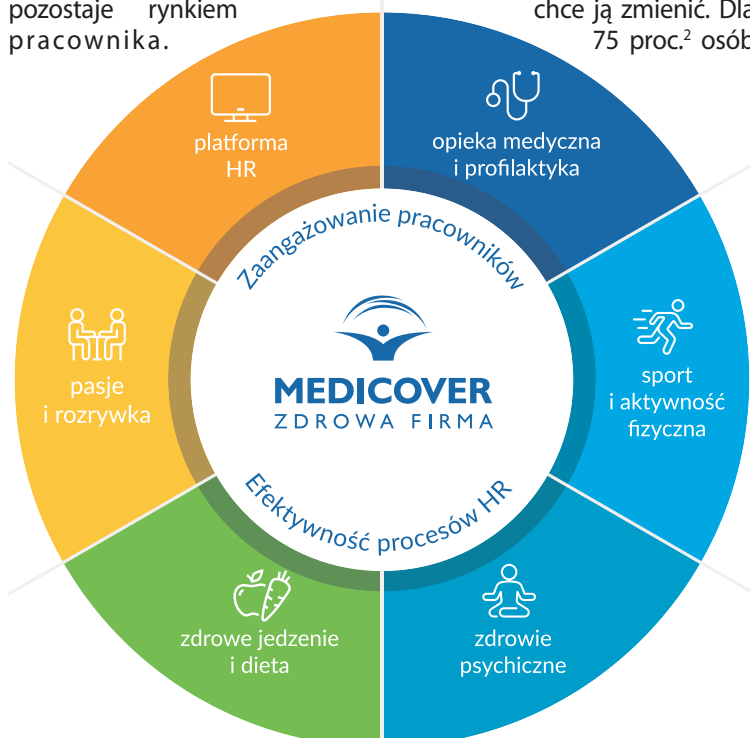 pozostaje rynkiem
pracownika.
chce ją zmienić. Dla
75 proc.² osób
platforma
HR
opieka medyczna
i profilaktyka
Zaangażowanie pracowników
MEDICOVER
ZDROWA FIRMA
Efektywność procesów HR
pasje
i rozrywka
sport
i aktywność
fizyczna
zdrowe jedzenie
i dieta
zdrowie
psychiczne